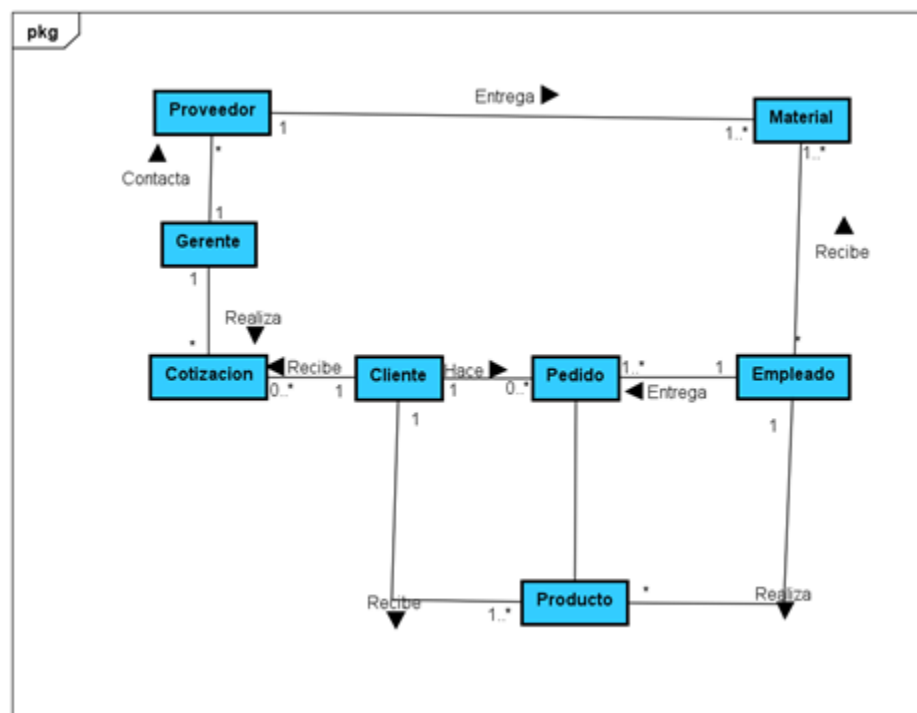 pkg
Entrega
Proveedor
Material
1
1..*
*
1..*
Contacta
1
Gerente
Recibe
1
Realiza
*
*
Recibe
Hace
1..*
1
Cotizacion
Cliente
Pedido
Empleado
0..*
1
1
0..*
Entrega
1
1
Producto
*
Realiza
Recibe
1..*